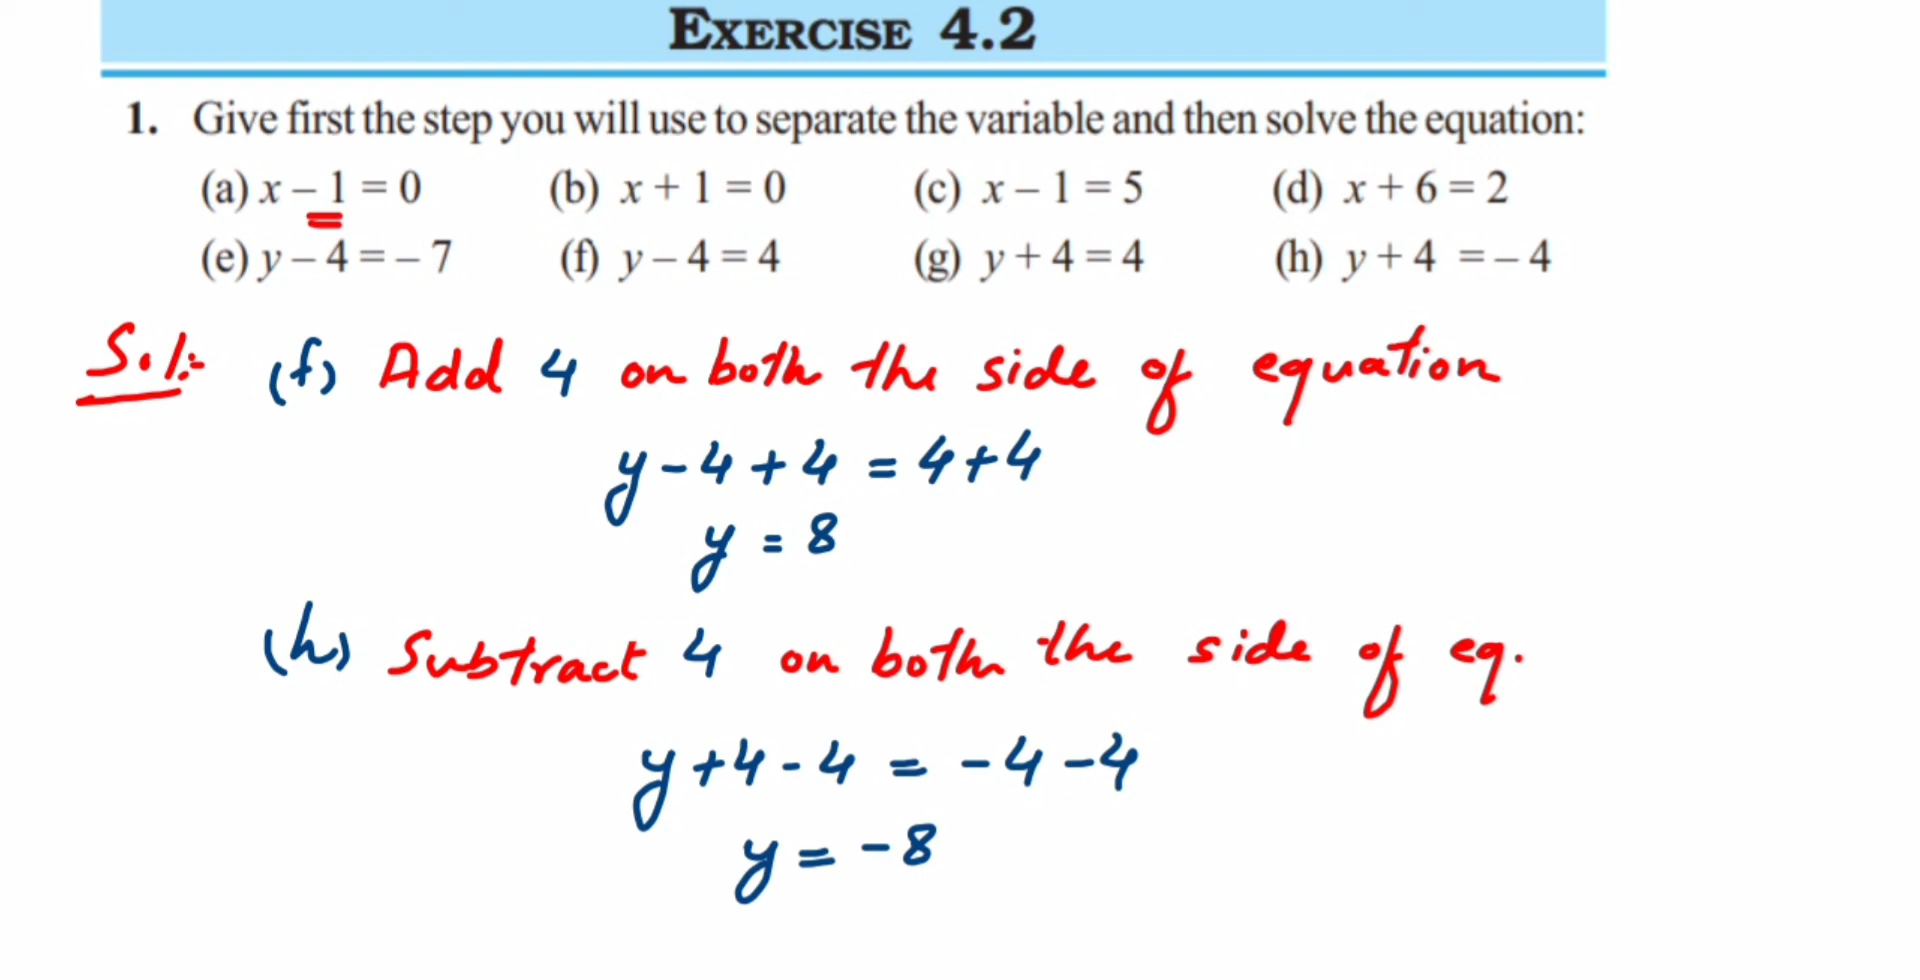 EXERCISE 4.2
1. Give first the step you will use to separate the variable and then solve the equation:
(a) x – 1 = 0 (b) x + 1 = 0 (c) x – 1 = 5 (d) x + 6 = 2
(e) y – 4 = – 7 (f) y – 4 = 4 (g) y + 4 = 4 (h) y + 4 = – 4
Sol:- (f) Add 4 on both the side of equation
y - 4 + 4 = 4 + 4
y = 8
(h) Subtract 4 on both the side of eq.
y + 4 - 4 = - 4 - 4
y = - 8